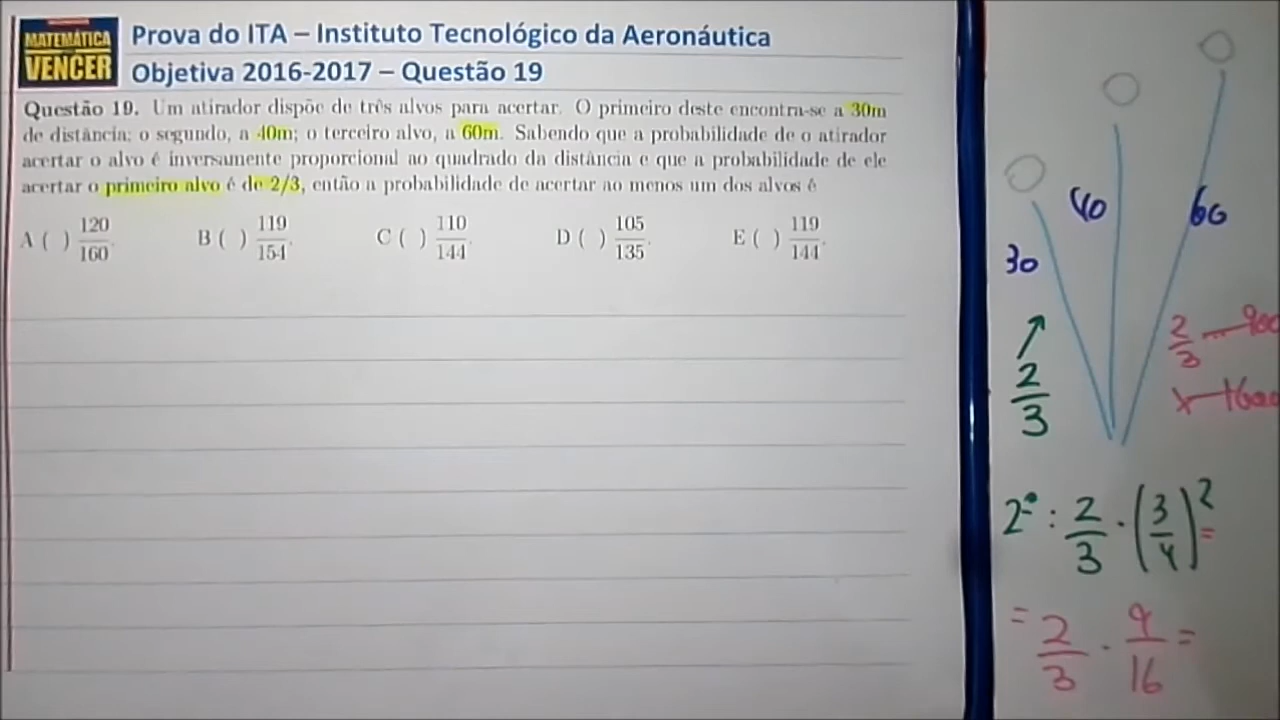 MATEMÁTICA
VENCER
Prova do ITA – Instituto Tecnológico da Aeronáutica
Objetiva 2016-2017 – Questão 19
Questão 19. Um atirador dispõe de três alvos para acertar. O primeiro deste encontra-se a 30m
de distância; o segundo, a 40m; o terceiro alvo, a 60m. Sabendo que a probabilidade de o atirador
acertar o alvo é inversamente proporcional ao quadrado da distância e que a probabilidade de ele
acertar o primeiro alvo é de 2/3, então a probabilidade de acertar ao menos um dos alvos é
A ( ) 120/160. B ( ) 119/154. C ( ) 110/144. D ( ) 105/135. E ( ) 119/144.
40 60
30
2/3 — 900
x — 1600
2/3
2º : 2/3 · (3/4)² =
= 2/3 · 9/16 =